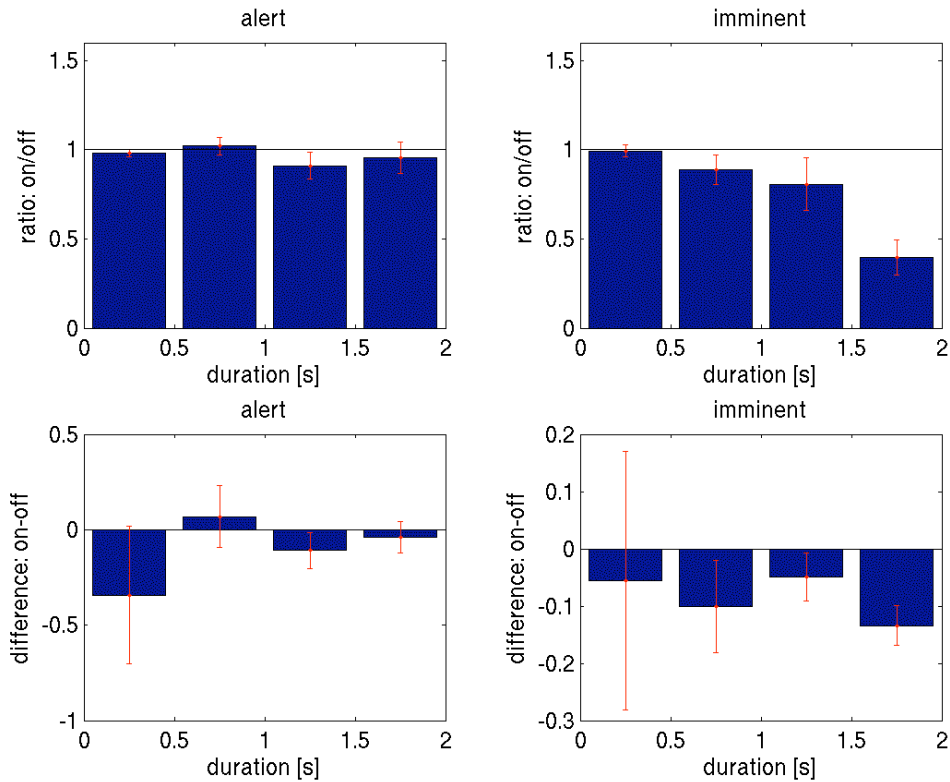 alert
ratio: on/off
1.5
1
0.5
0
0 0.5 1 1.5 2
duration [s]
imminent
ratio: on/off
1.5
1
0.5
0
0 0.5 1 1.5 2
duration [s]
alert
difference: on-off
0.5
0
-0.5
-1
0 0.5 1 1.5 2
duration [s]
imminent
difference: on-off
0.2
0.1
0
-0.1
-0.2
-0.3
0 0.5 1 1.5 2
duration [s]